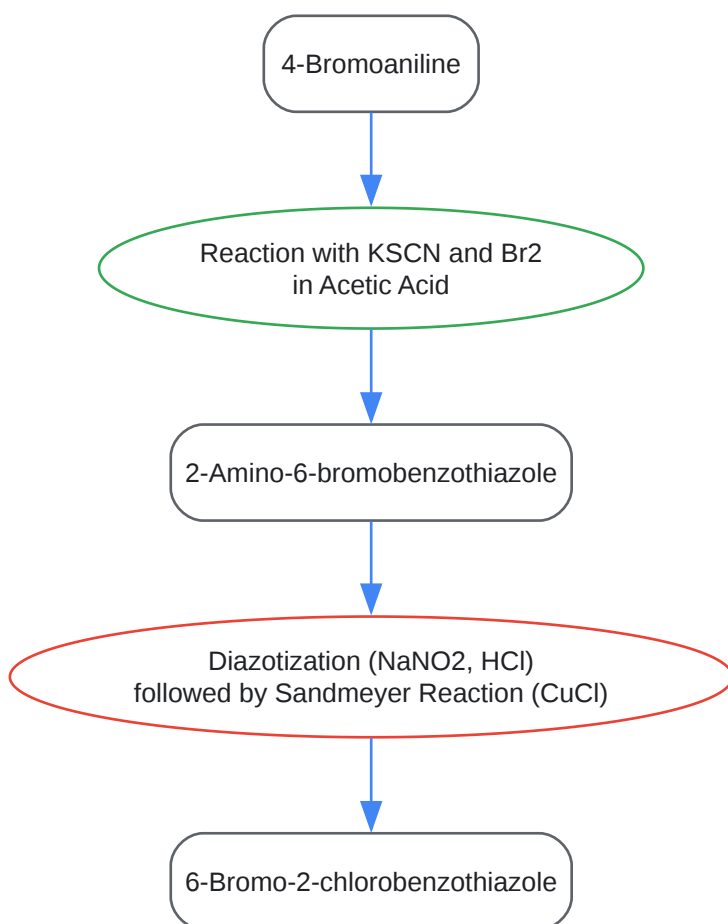 4-Bromoaniline
Reaction with KSCN and Br2
in Acetic Acid
2-Amino-6-bromobenzothiazole
Diazotization (NaNO2, HCl)
followed by Sandmeyer Reaction (CuCl)
6-Bromo-2-chlorobenzothiazole